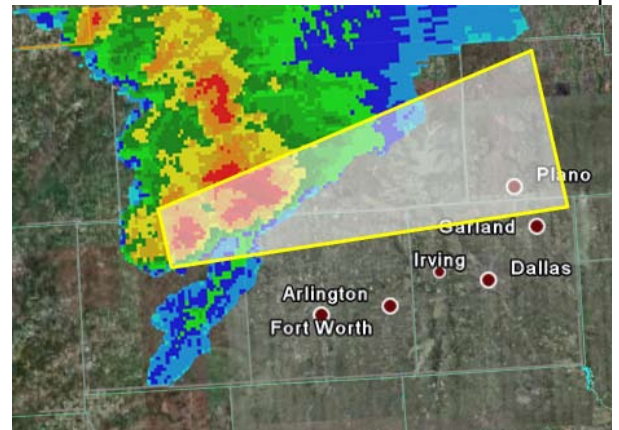 Plano
Garland
Irving
Dallas
Arlington
Fort Worth